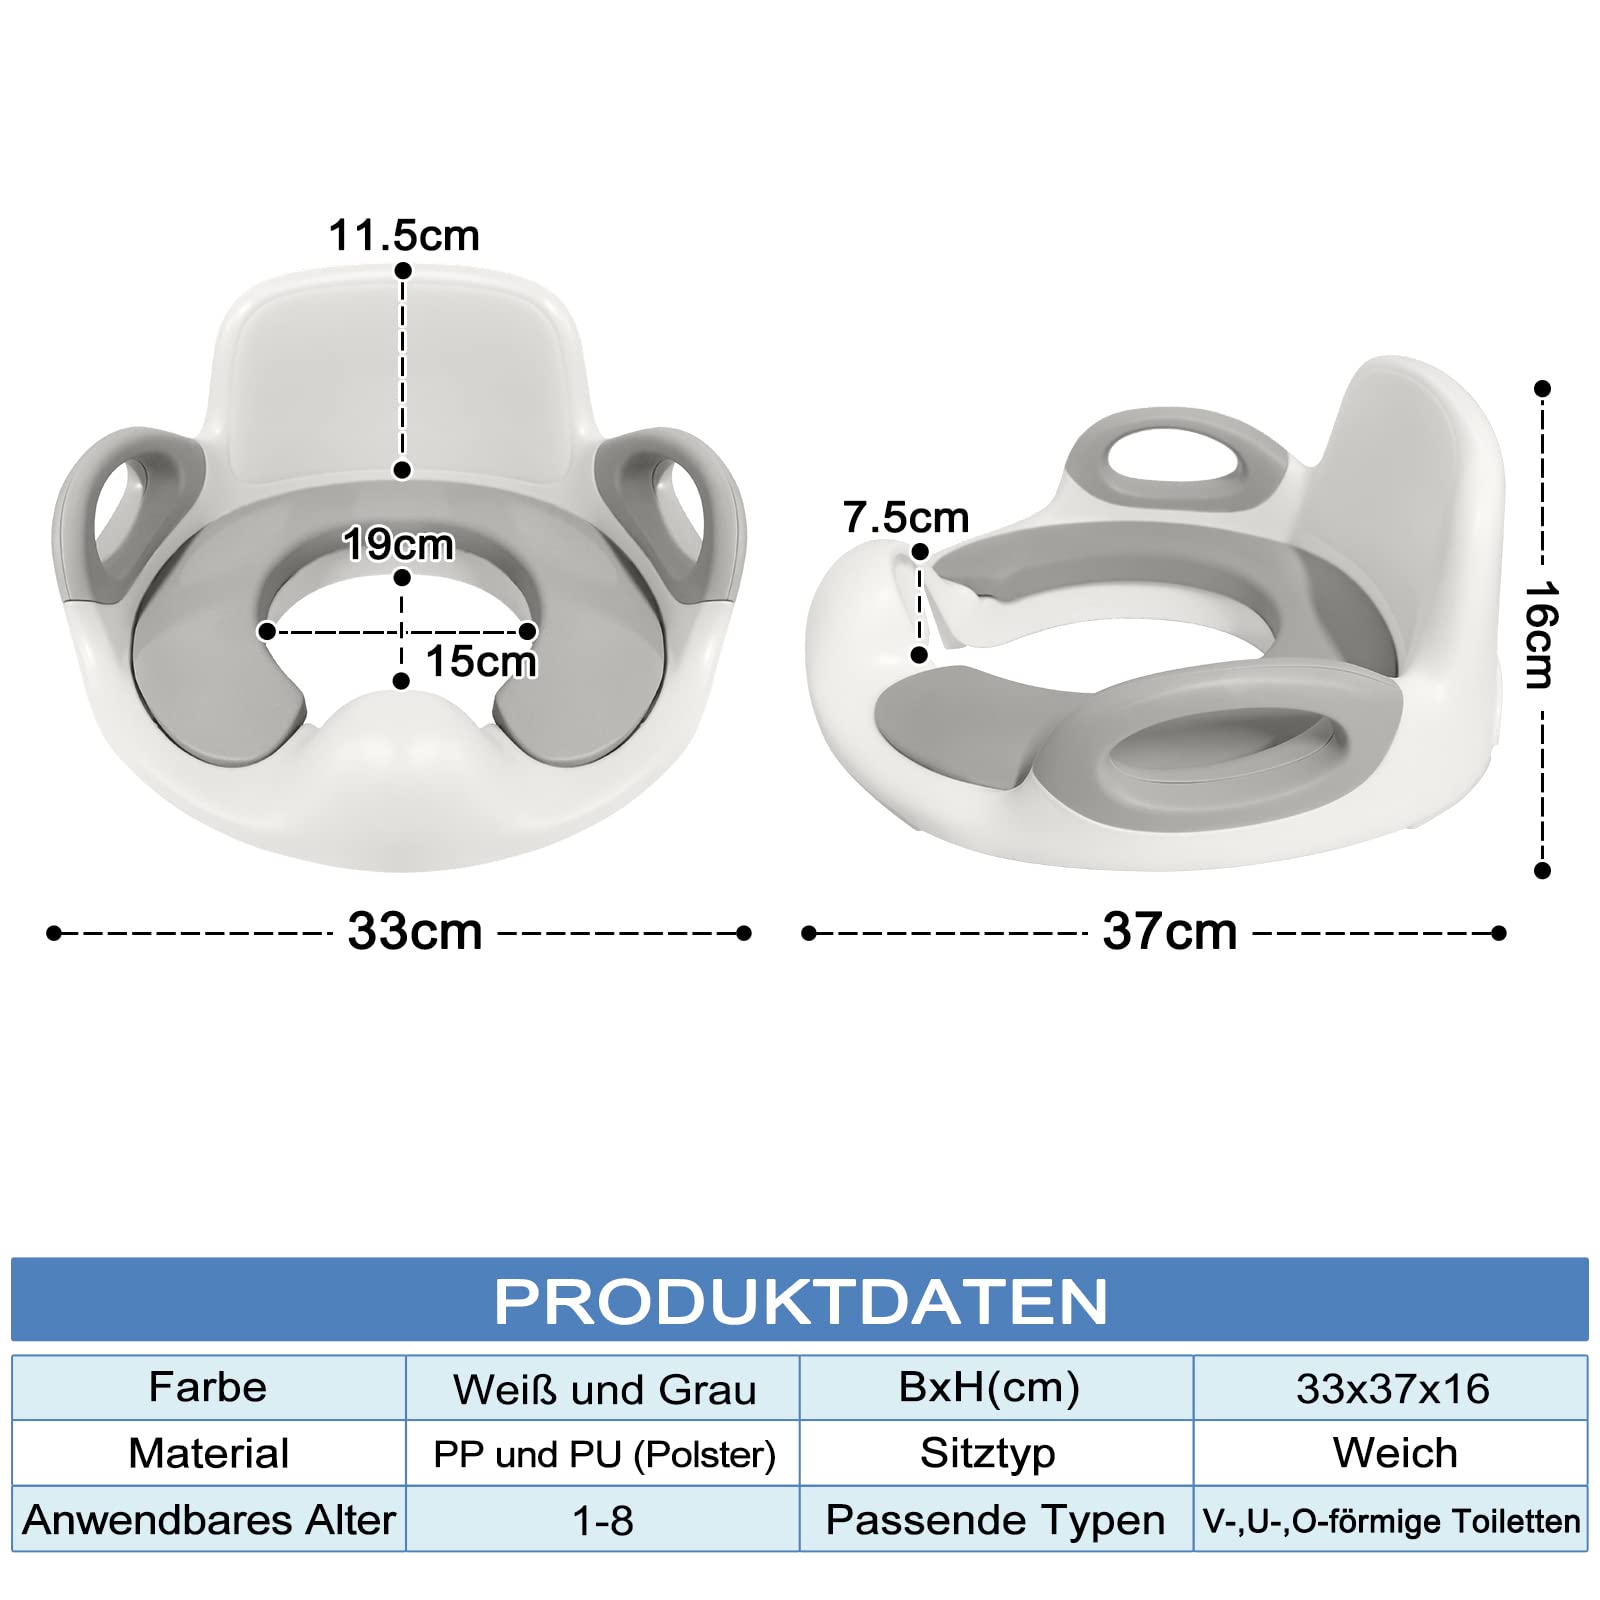 11.5cm
19cm
15cm
33cm
7.5cm
16cm
37cm
PRODUKTDATEN
Farbe Weiß und Grau BxH(cm) 33x37x16
Material PP und PU (Polster) Sitztyp Weich
Anwendbares Alter 1-8 Passende Typen V-,U-,O-förmige Toiletten